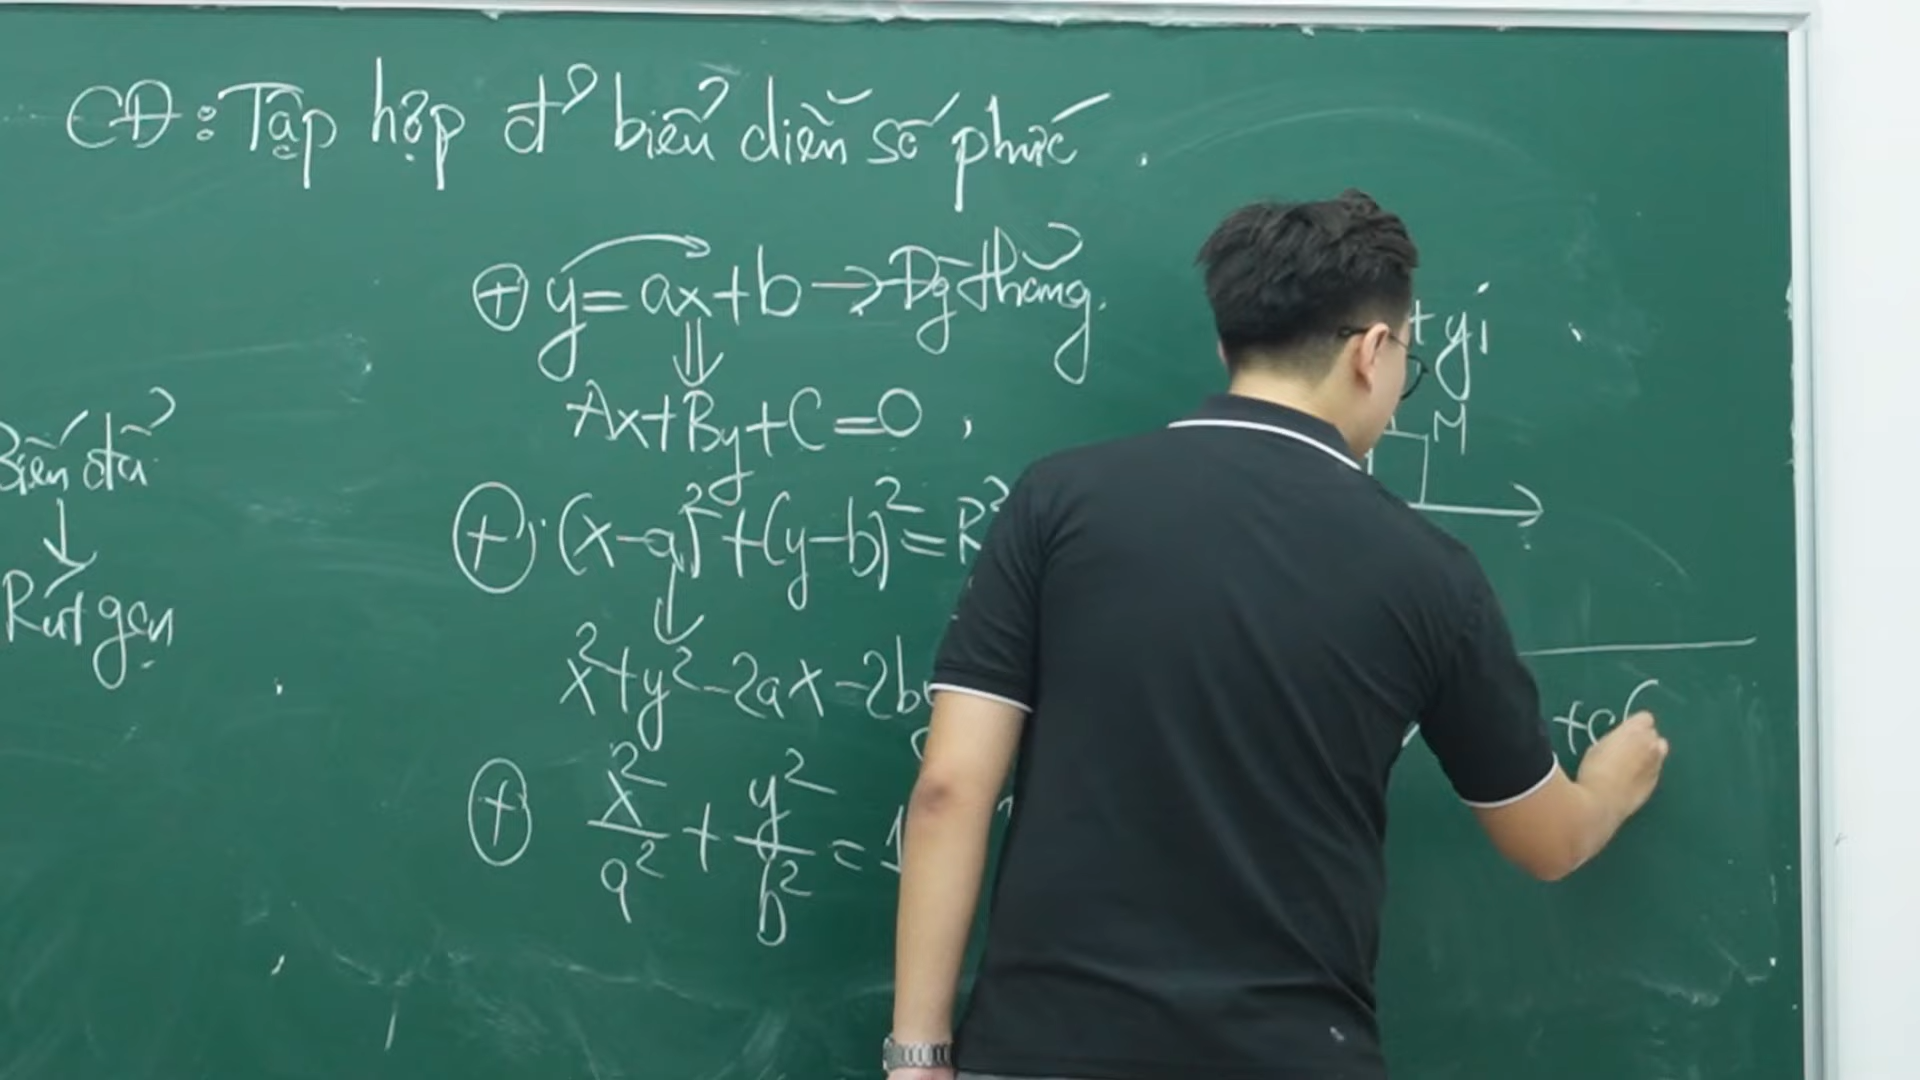 CĐ: Tập hợp đ' biểu diễn số phức.
⊕ y = ax + b → Đg thẳng.
⇓
Ax + By + C = 0,
⊕ (x - a)² + (y - b)² = R²
↓
x² + y² - 2ax - 2b
⊕ x²/a² + y²/b² = 1
Biến đổi
↓
Rút gọn
+ yi
M